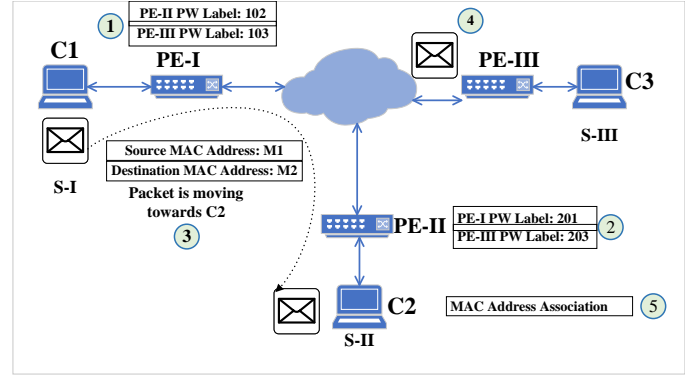 1
PE-II PW Label: 102
PE-III PW Label: 103
4
C1
PE-I
PE-III
C3
S-III
S-I
Source MAC Address: M1
Destination MAC Address: M2
Packet is moving
towards C2
3
PE-II
PE-I PW Label: 201
PE-III PW Label: 203
2
C2
S-II
MAC Address Association
5